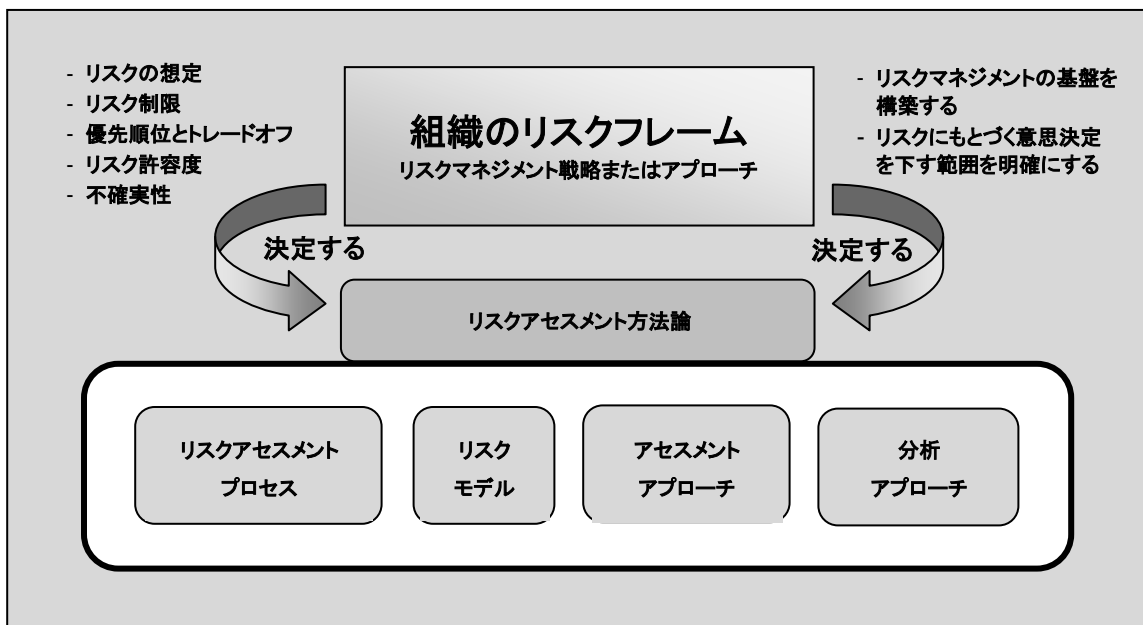 - リスクの想定
- リスク制限
- 優先順位とトレードオフ
- リスク許容度
- 不確実性
組織のリスクフレーム
リスクマネジメント戦略またはアプローチ
- リスクマネジメントの基盤を
構築する
- リスクにもとづく意思決定
を下す範囲を明確にする
決定する
決定する
リスクアセスメント方法論
リスクアセスメント
プロセス
リスク
モデル
アセスメント
アプローチ
分析
アプローチ